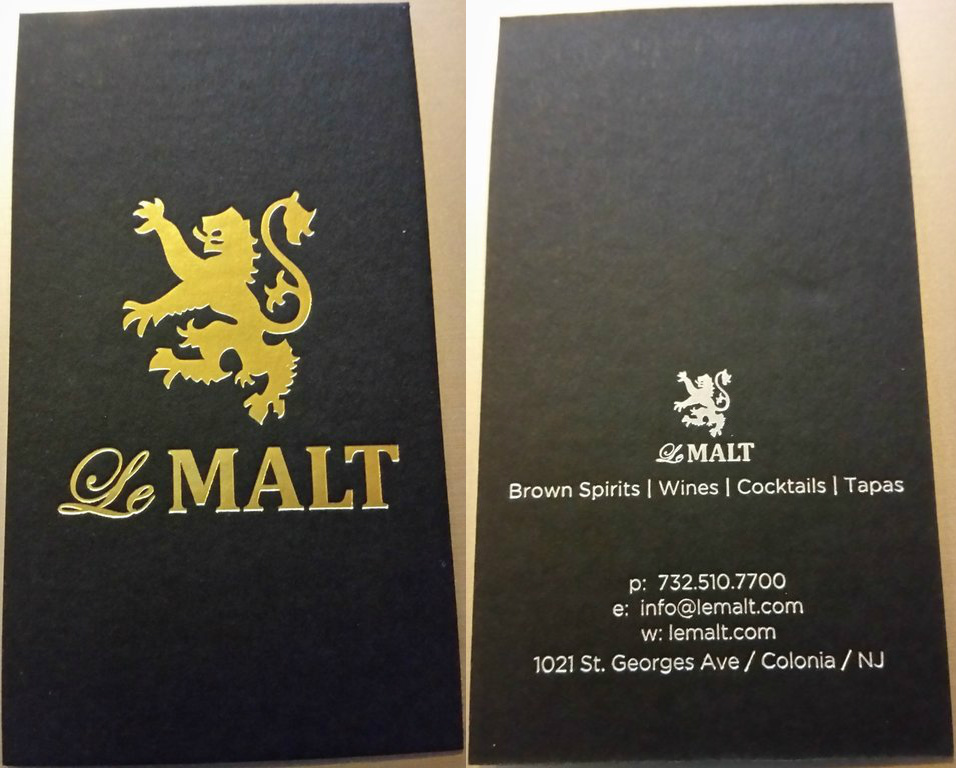 Le MALT
Le MALT
Brown Spirits | Wines | Cocktails | Tapas
p: 732.510.7700
e: info@lemalt.com
w: lemalt.com
1021 St. Georges Ave / Colonia / NJ